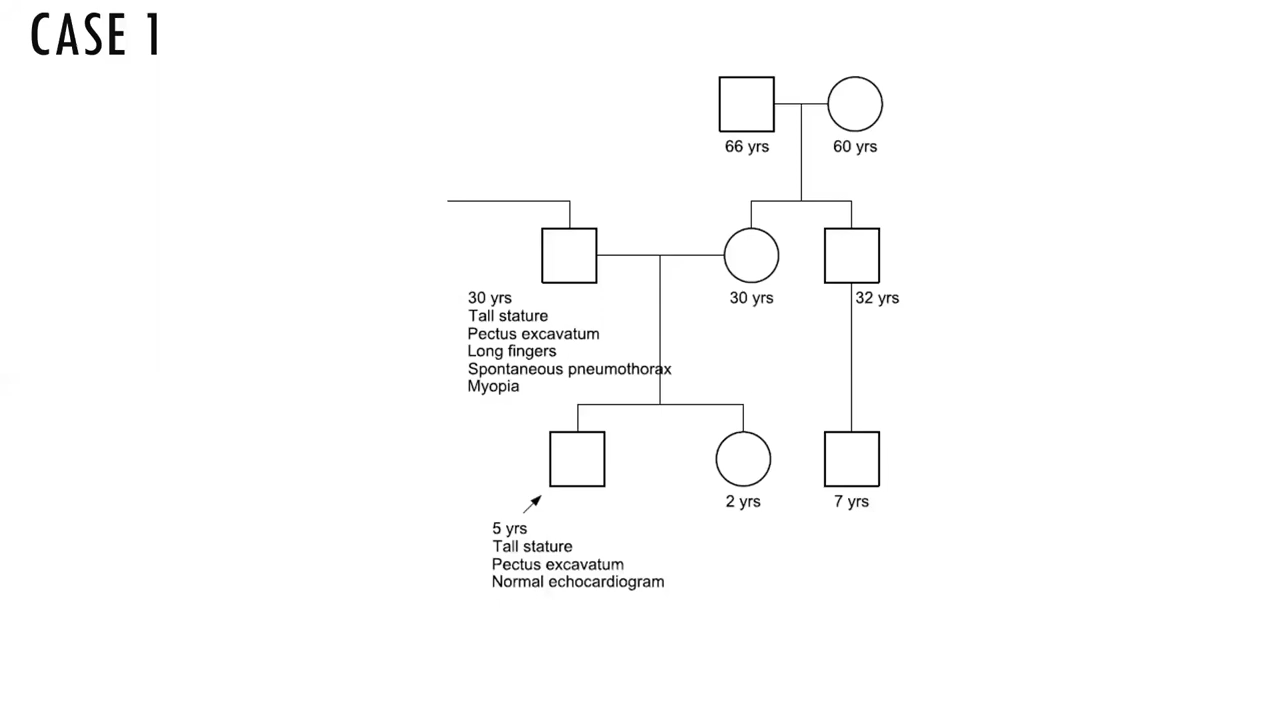 CASE 1
66 yrs
60 yrs
30 yrs
Tall stature
Pectus excavatum
Long fingers
Spontaneous pneumothorax
Myopia
30 yrs
32 yrs
5 yrs
Tall stature
Pectus excavatum
Normal echocardiogram
2 yrs
7 yrs